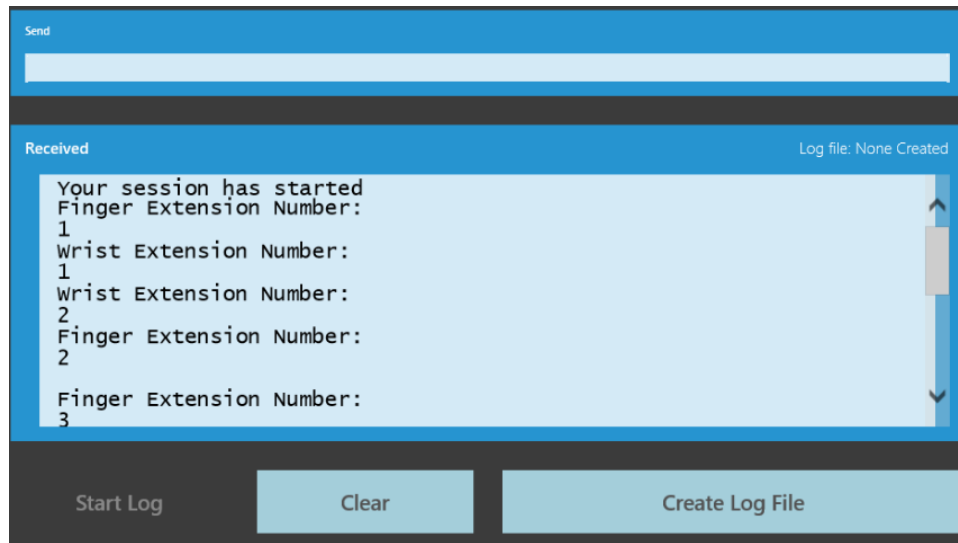 Send
Received
Log file: None Created
Your session has started
Finger Extension Number:
1
Wrist Extension Number:
1
Wrist Extension Number:
2
Finger Extension Number:
2
Finger Extension Number:
3
Start Log
Clear
Create Log File